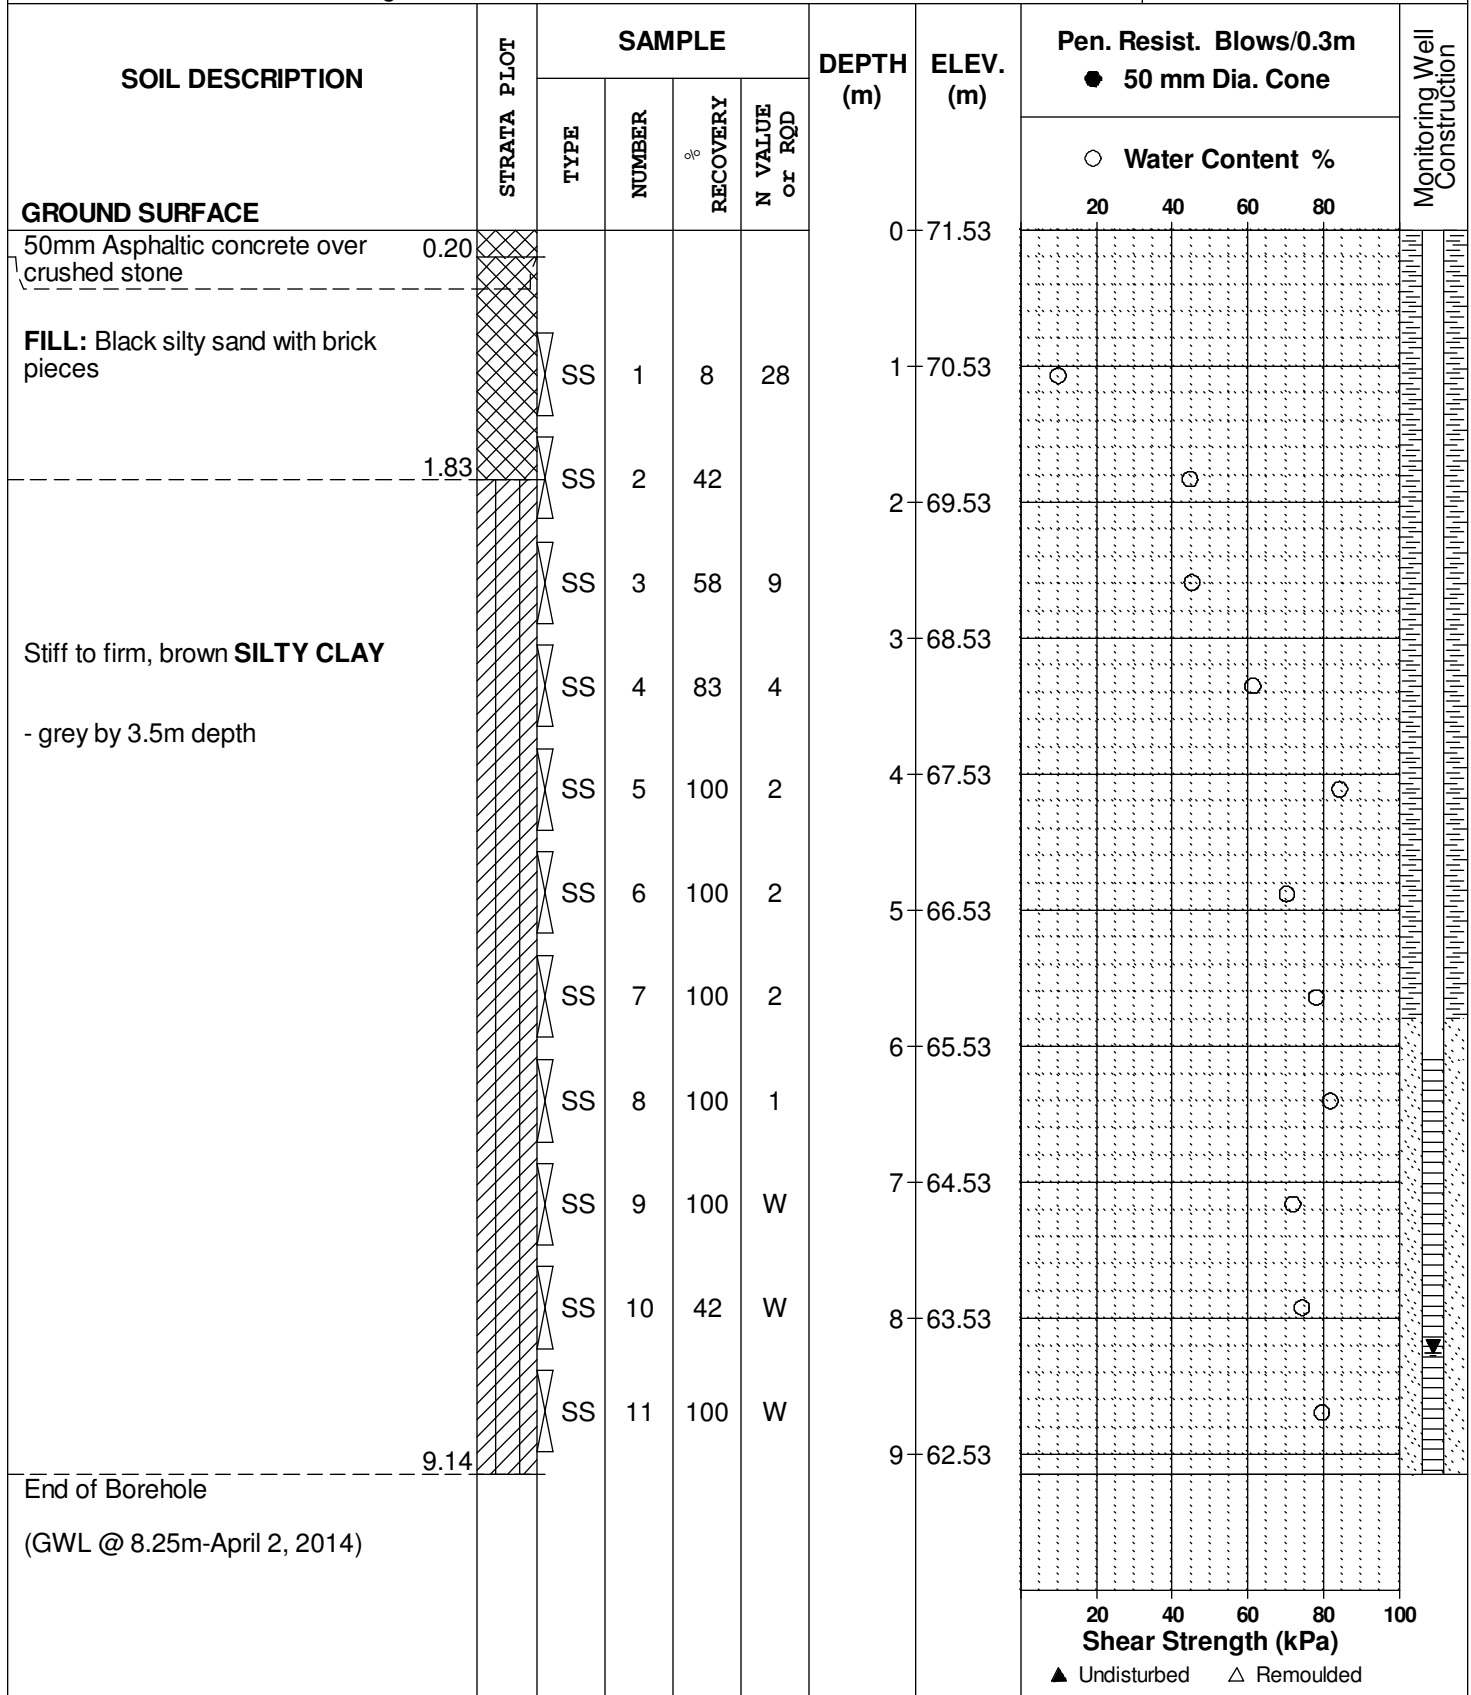 SOIL DESCRIPTION
GROUND SURFACE
STRATA PLOT
SAMPLE
TYPE
NUMBER
% RECOVERY
N VALUE or RQD
DEPTH (m)
ELEV. (m)
Pen. Resist. Blows/0.3m
● 50 mm Dia. Cone
○ Water Content %
20 40 60 80
Monitoring Well Construction
50mm Asphaltic concrete over 0.20
crushed stone
FILL: Black silty sand with brick
pieces
1.83
Stiff to firm, brown SILTY CLAY
- grey by 3.5m depth
9.14
End of Borehole
(GWL @ 8.25m-April 2, 2014)
SS 1 8 28
SS 2 42
SS 3 58 9
SS 4 83 4
SS 5 100 2
SS 6 100 2
SS 7 100 2
SS 8 100 1
SS 9 100 W
SS 10 42 W
SS 11 100 W
0 71.53
1 70.53
2 69.53
3 68.53
4 67.53
5 66.53
6 65.53
7 64.53
8 63.53
9 62.53
20 40 60 80 100
Shear Strength (kPa)
▲ Undisturbed △ Remoulded